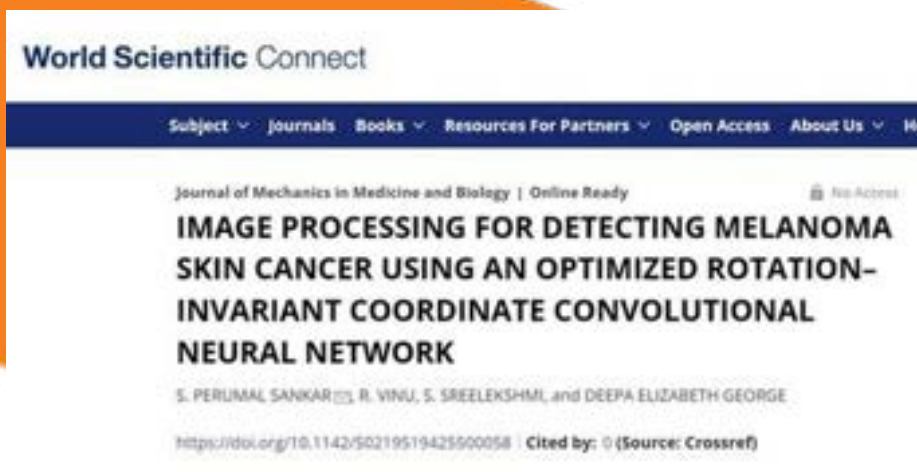 World Scientific Connect
Subject Journals Books Resources For Partners Open Access About Us
Journal of Mechanics in Medicine and Biology | Online Ready No Access
IMAGE PROCESSING FOR DETECTING MELANOMA
SKIN CANCER USING AN OPTIMIZED ROTATION–
INVARIANT COORDINATE CONVOLUTIONAL
NEURAL NETWORK
S. PERUMAL SANKAR, R. VINU, S. SREELEKSHMI, and DEEPA ELIZABETH GEORGE
https://doi.org/10.1142/S0219519425500058 | Cited by: 0 (Source: Crossref)